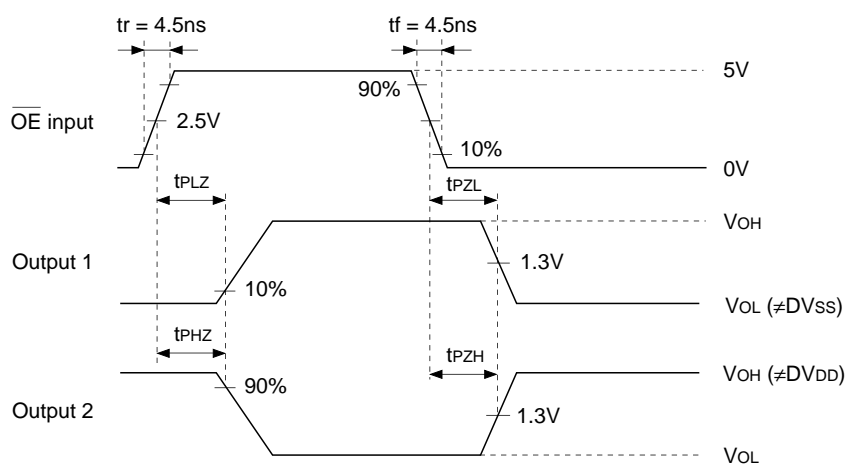 tr = 4.5ns
tf = 4.5ns
5V
90%
OE input
2.5V
10%
0V
tPLZ
tPZL
VOH
Output 1
1.3V
10%
VOL (≠DVSS)
tPHZ
tPZH
VOH (≠DVDD)
90%
Output 2
1.3V
VOL